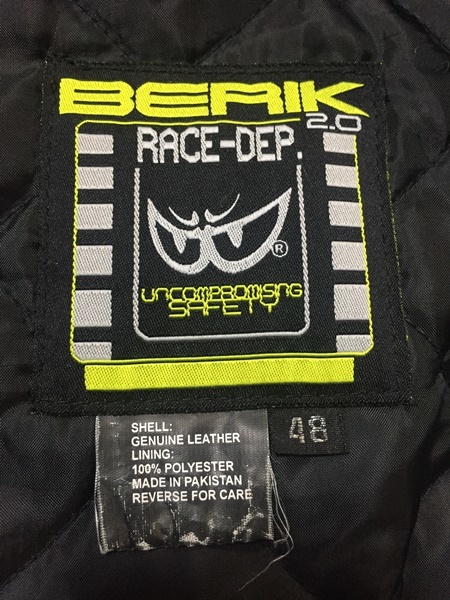 BERIK
2.0
RACE-DEP.
®
UNCOMPROMISING
SAFETY
SHELL:
GENUINE LEATHER
LINING:
100% POLYESTER
MADE IN PAKISTAN
REVERSE FOR CARE
48